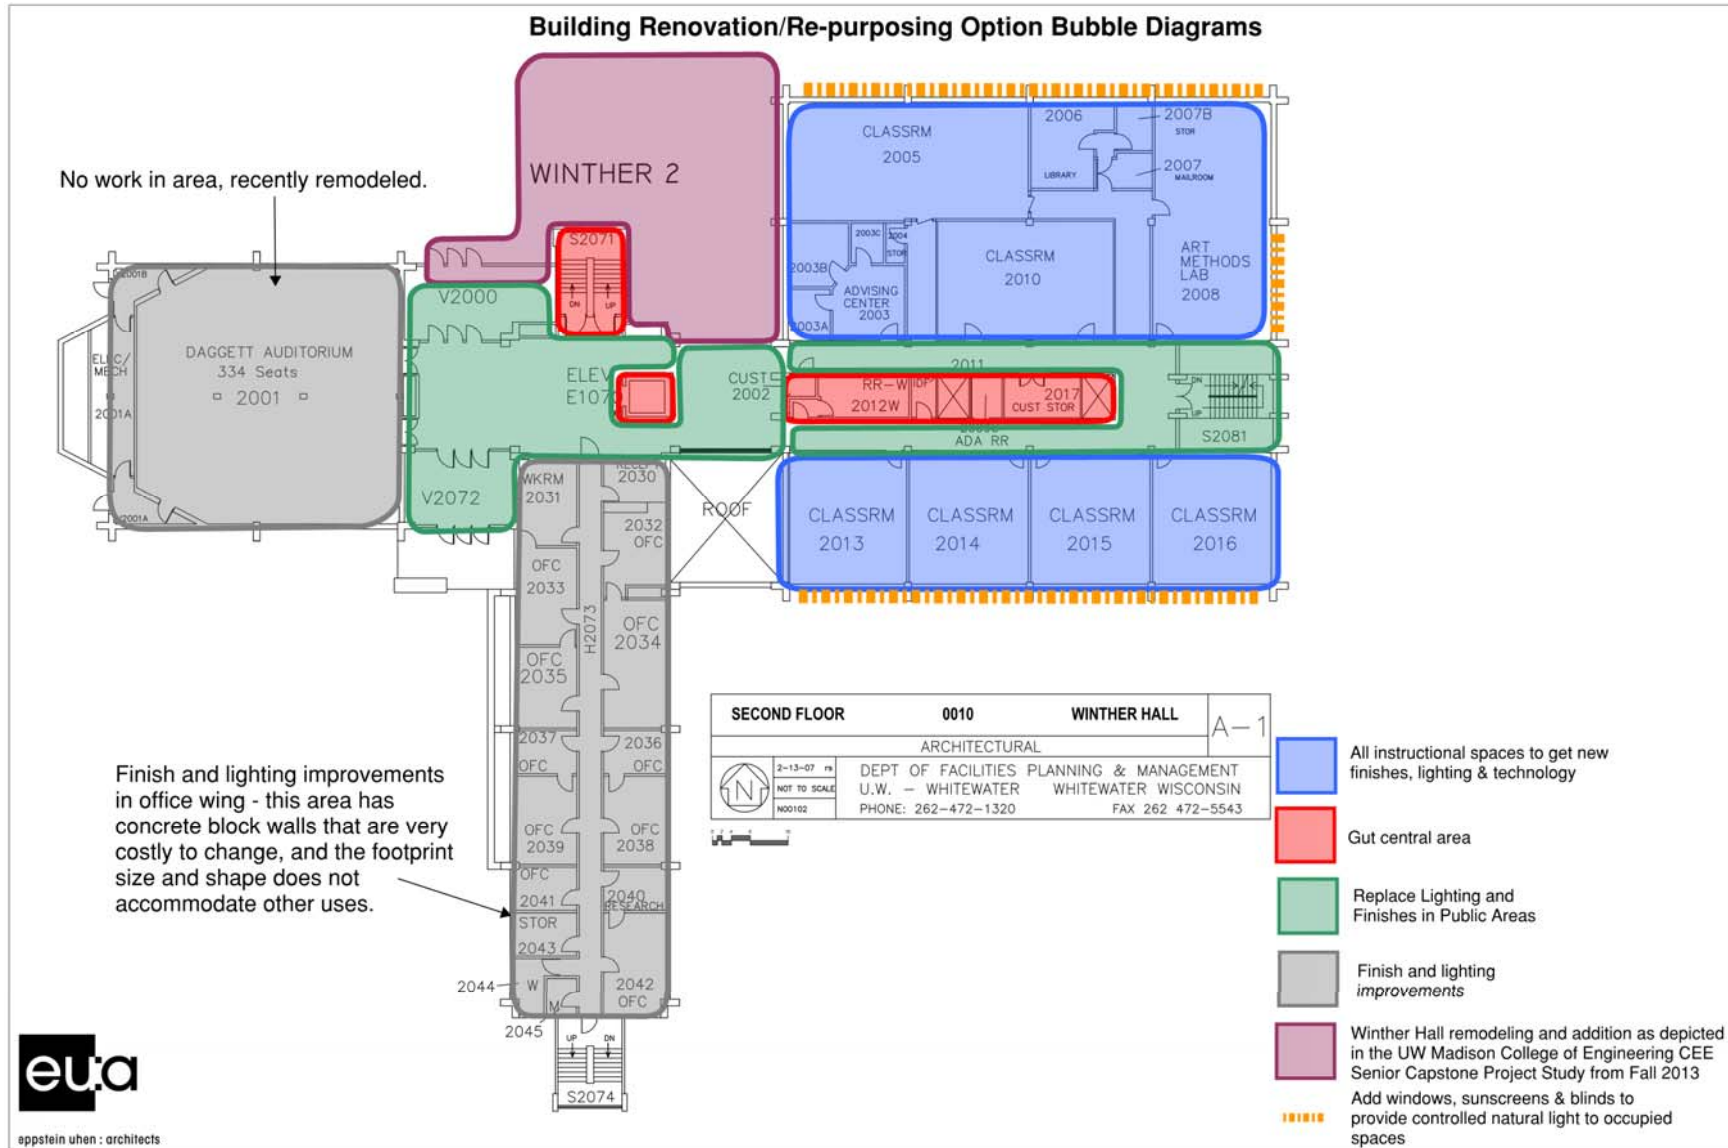 Building Renovation/Re-purposing Option Bubble Diagrams
No work in area, recently remodeled.
WINTHER 2
CLASSRM
2005
2006
LIBRARY
2007B
STOR
2007
MAILROOM
S2071
DN
UP
2003C
2004
STOR
2003B
ADVISING
CENTER
2003
2003A
CLASSRM
2010
ART
METHODS
LAB
2008
V2000
2001B
ELEC/
MECH
2001A
DAGGETT AUDITORIUM
334 Seats
2001
ELEV
CUST
2002
2011
RR-W
2012W
IDF
2017
CUST STOR
ADA RR
DN
UP
S2081
V2072
WKRM
2031
2030
ROOF
2032
OFC
CLASSRM
2013
CLASSRM
2014
CLASSRM
2015
CLASSRM
2016
OFC
2033
H2073
OFC
2034
OFC
2035
2037
OFC
2036
OFC
OFC
2039
OFC
2038
OFC
2041
2040
RESEARCH
STOR
2043
2044
W
M
2042
OFC
2045
UP
DN
S2074
Finish and lighting improvements
in office wing - this area has
concrete block walls that are very
costly to change, and the footprint
size and shape does not
accommodate other uses.
SECOND FLOOR 0010 WINTHER HALL
A-1
ARCHITECTURAL
N
2-13-07 rs
NOT TO SCALE
N00102
DEPT OF FACILITIES PLANNING & MANAGEMENT
U.W. - WHITEWATER WHITEWATER WISCONSIN
PHONE: 262-472-1320 FAX 262 472-5543
All instructional spaces to get new
finishes, lighting & technology
Gut central area
Replace Lighting and
Finishes in Public Areas
Finish and lighting
improvements
Winther Hall remodeling and addition as depicted
in the UW Madison College of Engineering CEE
Senior Capstone Project Study from Fall 2013
Add windows, sunscreens & blinds to
provide controlled natural light to occupied
spaces
eu:a
eppstein uhen : architects